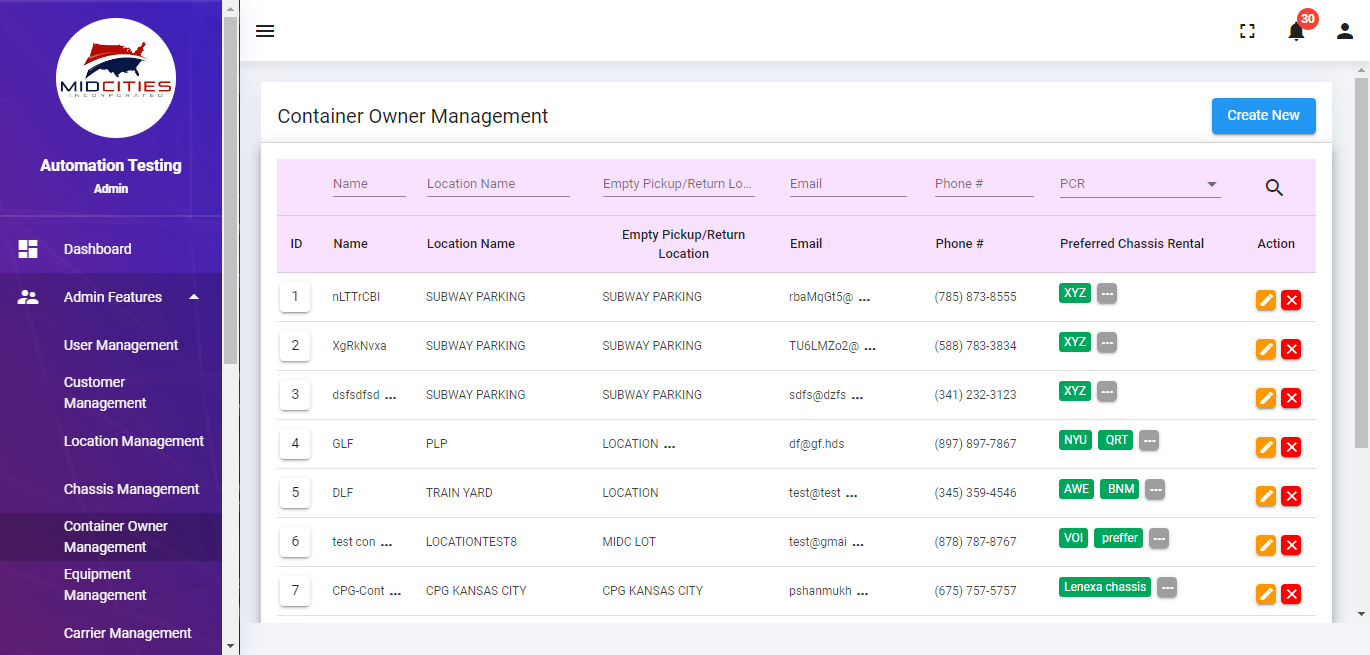 MIDCITIES
INCORPORATED
Automation Testing
Admin
Dashboard
Admin Features
User Management
Customer
Management
Location Management
Chassis Management
Container Owner
Management
Equipment
Management
Carrier Management
30
Container Owner Management
Create New
Name Location Name Empty Pickup/Return Lo... Email Phone # PCR
ID Name Location Name Empty Pickup/Return Location Email Phone # Preferred Chassis Rental Action
1 nLTTrCBl SUBWAY PARKING SUBWAY PARKING rbaMqGt5@ ... (785) 873-8555 XYZ ---
2 XgRkNvxa SUBWAY PARKING SUBWAY PARKING TU6LMZo2@ ... (588) 783-3834 XYZ ---
3 dsfsdfsd ... SUBWAY PARKING SUBWAY PARKING sdfs@dzfs ... (341) 232-3123 XYZ ---
4 GLF PLP LOCATION ... df@gf.hds (897) 897-7867 NYU QRT ---
5 DLF TRAIN YARD LOCATION test@test ... (345) 359-4546 AWE BNM ---
6 test con ... LOCATIONTEST8 MIDC LOT test@gmai ... (878) 787-8767 VOI preffer ---
7 CPG-Cont ... CPG KANSAS CITY CPG KANSAS CITY pshanmukh ... (675) 757-5757 Lenexa chassis ---